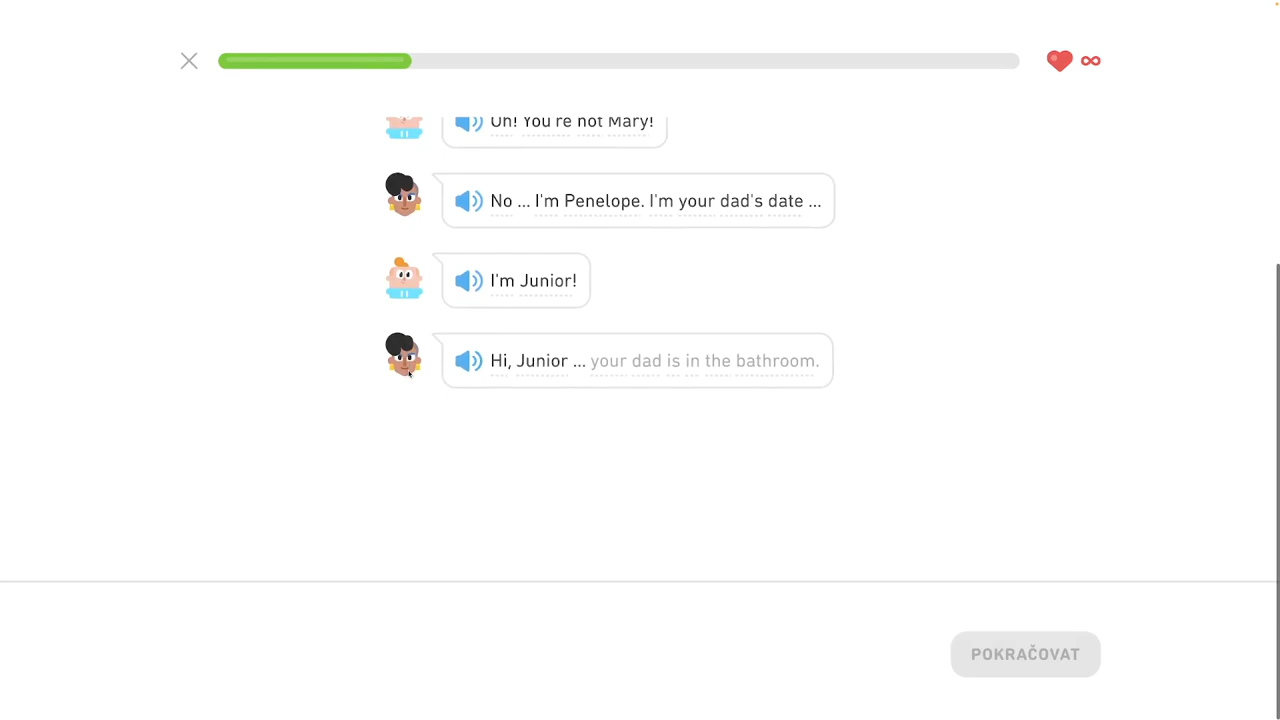 Oh! You're not Mary!
No ... I'm Penelope. I'm your dad's date ...
I'm Junior!
Hi, Junior ... your dad is in the bathroom.
POKRAČOVAT